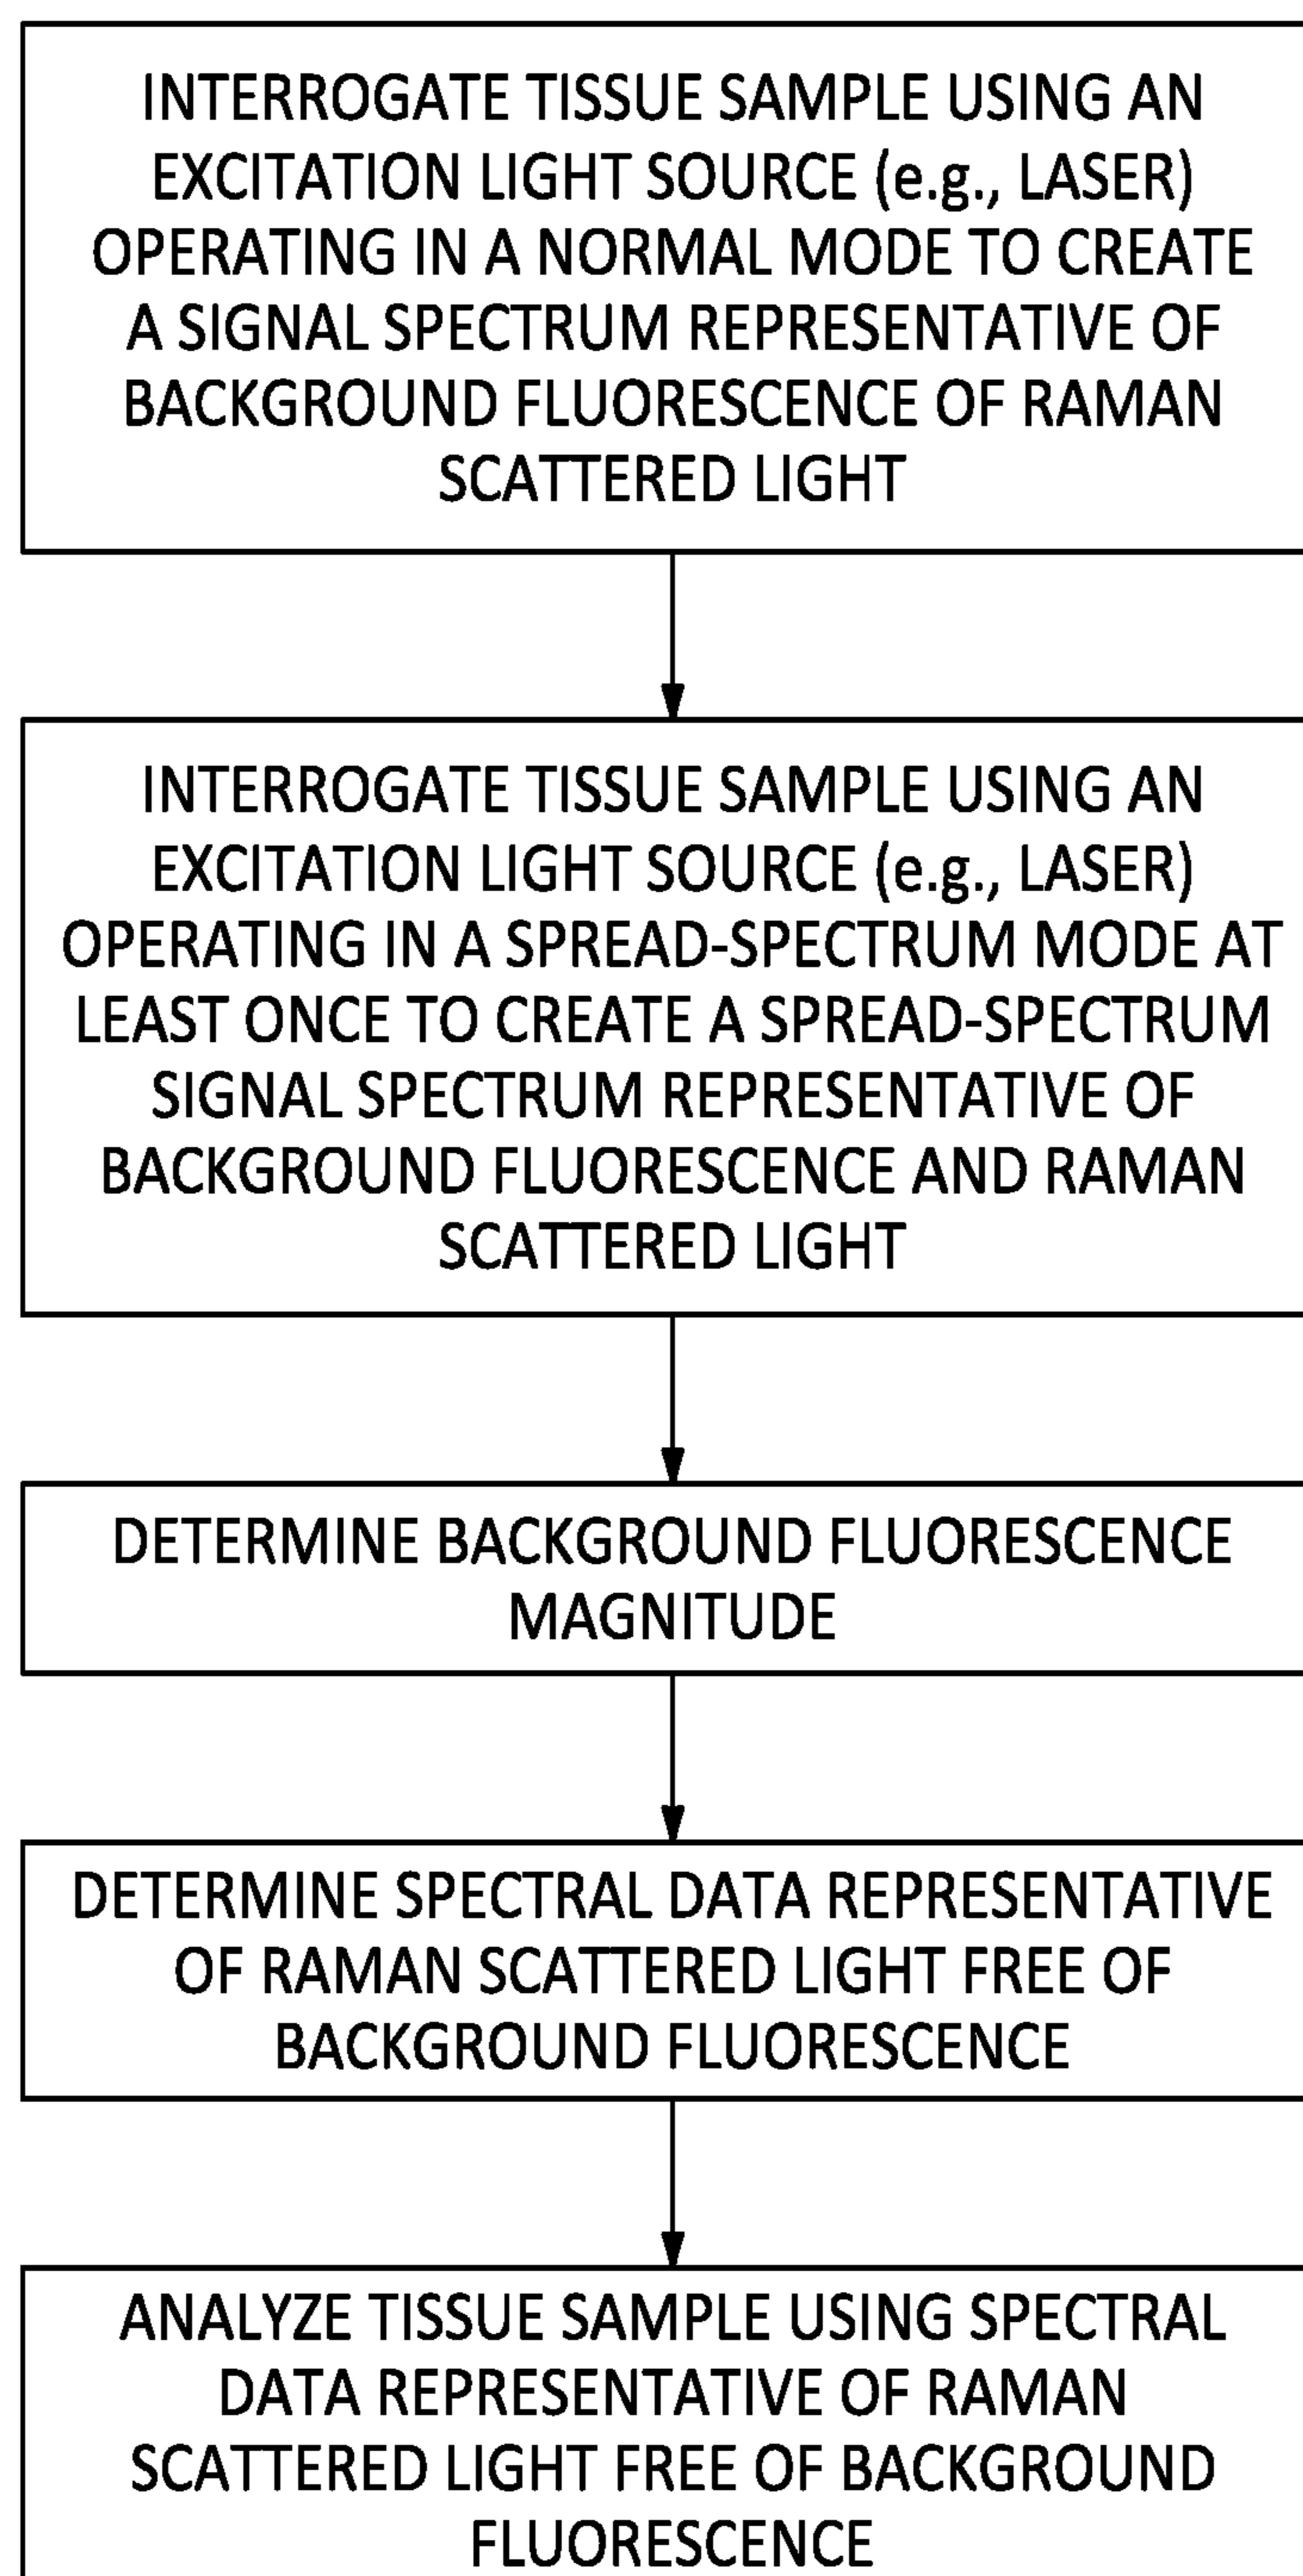 INTERROGATE TISSUE SAMPLE USING AN
EXCITATION LIGHT SOURCE (e.g., LASER)
OPERATING IN A NORMAL MODE TO CREATE
A SIGNAL SPECTRUM REPRESENTATIVE OF
BACKGROUND FLUORESCENCE OF RAMAN
SCATTERED LIGHT
INTERROGATE TISSUE SAMPLE USING AN
EXCITATION LIGHT SOURCE (e.g., LASER)
OPERATING IN A SPREAD-SPECTRUM MODE AT
LEAST ONCE TO CREATE A SPREAD-SPECTRUM
SIGNAL SPECTRUM REPRESENTATIVE OF
BACKGROUND FLUORESCENCE AND RAMAN
SCATTERED LIGHT
DETERMINE BACKGROUND FLUORESCENCE
MAGNITUDE
DETERMINE SPECTRAL DATA REPRESENTATIVE
OF RAMAN SCATTERED LIGHT FREE OF
BACKGROUND FLUORESCENCE
ANALYZE TISSUE SAMPLE USING SPECTRAL
DATA REPRESENTATIVE OF RAMAN
SCATTERED LIGHT FREE OF BACKGROUND
FLUORESCENCE